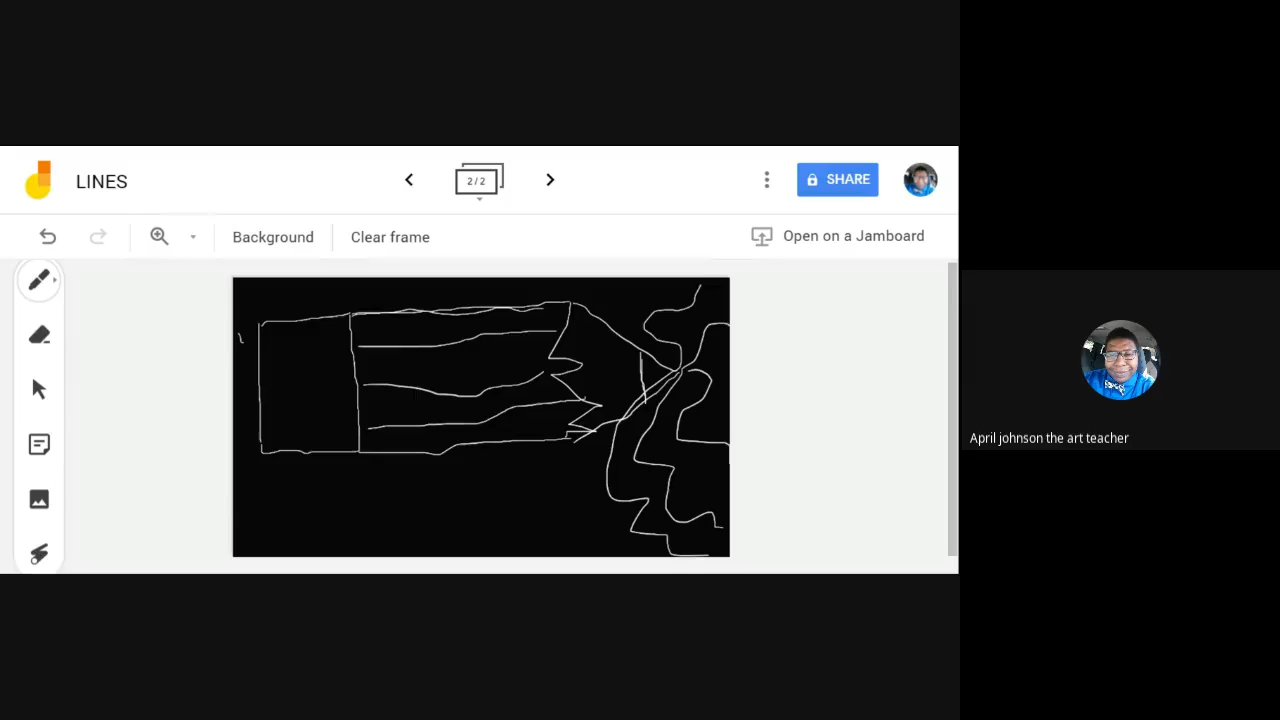 LINES
2/2
SHARE
Background
Clear frame
Open on a Jamboard
April johnson the art teacher